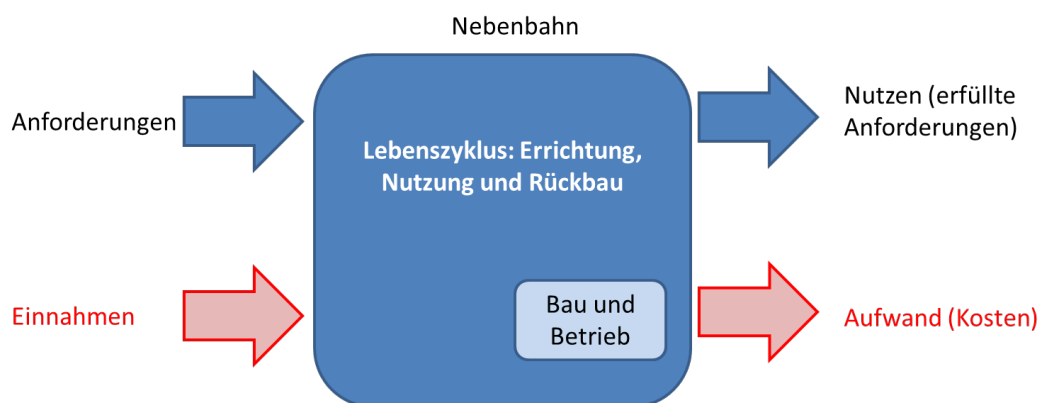 Nebenbahn
Anforderungen
Nutzen (erfüllte
Anforderungen)
Lebenszyklus: Errichtung,
Nutzung und Rückbau
Einnahmen
Bau und
Betrieb
Aufwand (Kosten)